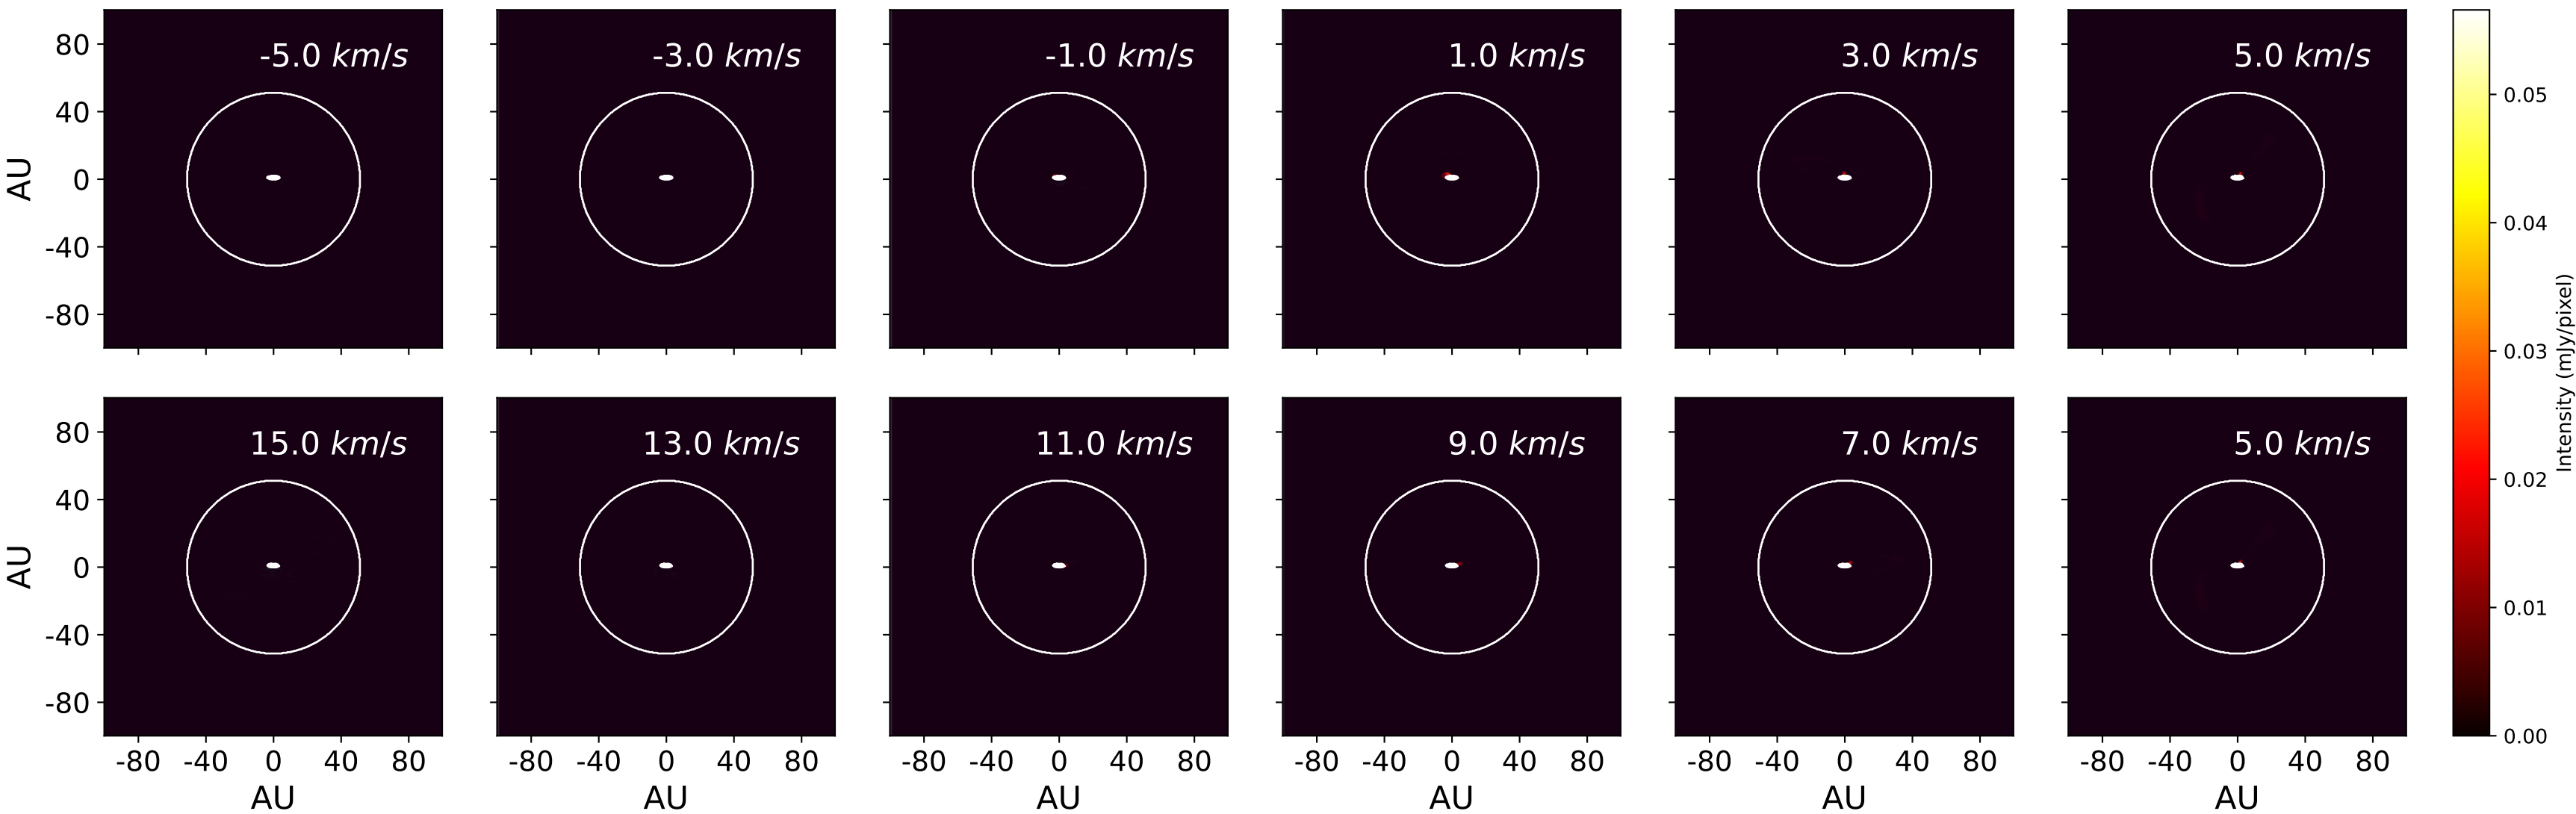 -5.0 km/s
-3.0 km/s
-1.0 km/s
1.0 km/s
3.0 km/s
5.0 km/s
80
40
0
-40
-80
AU
15.0 km/s
13.0 km/s
11.0 km/s
9.0 km/s
7.0 km/s
5.0 km/s
80
40
0
-40
-80
AU
-80 -40 0 40 80
-80 -40 0 40 80
-80 -40 0 40 80
-80 -40 0 40 80
-80 -40 0 40 80
-80 -40 0 40 80
AU
AU
AU
AU
AU
AU
0.05
0.04
0.03
0.02
0.01
0.00
Intensity (mJy/pixel)